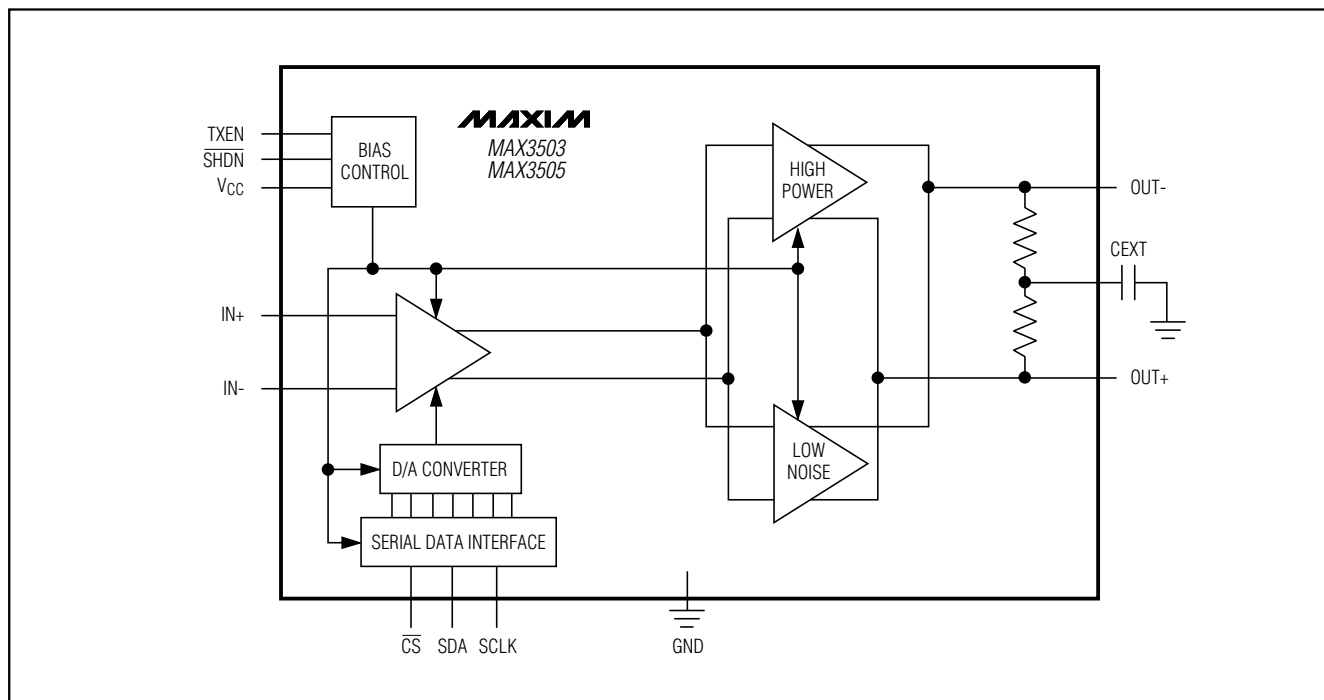 MAXIM
MAX3503
MAX3505
TXEN
SHDN
VCC
BIAS
CONTROL
HIGH
POWER
OUT-
CEXT
IN+
IN-
OUT+
D/A CONVERTER
LOW
NOISE
SERIAL DATA INTERFACE
CS SDA SCLK
GND